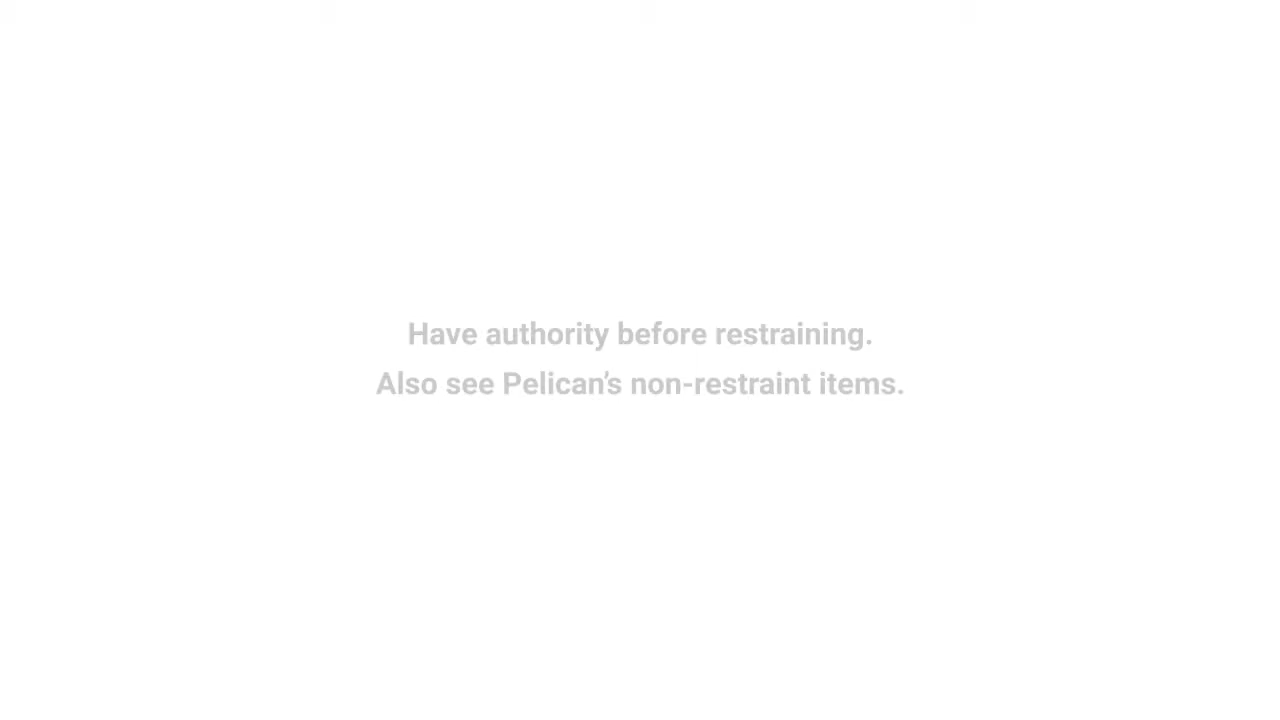 Have authority before restraining.
Also see Pelican’s non-restraint items.